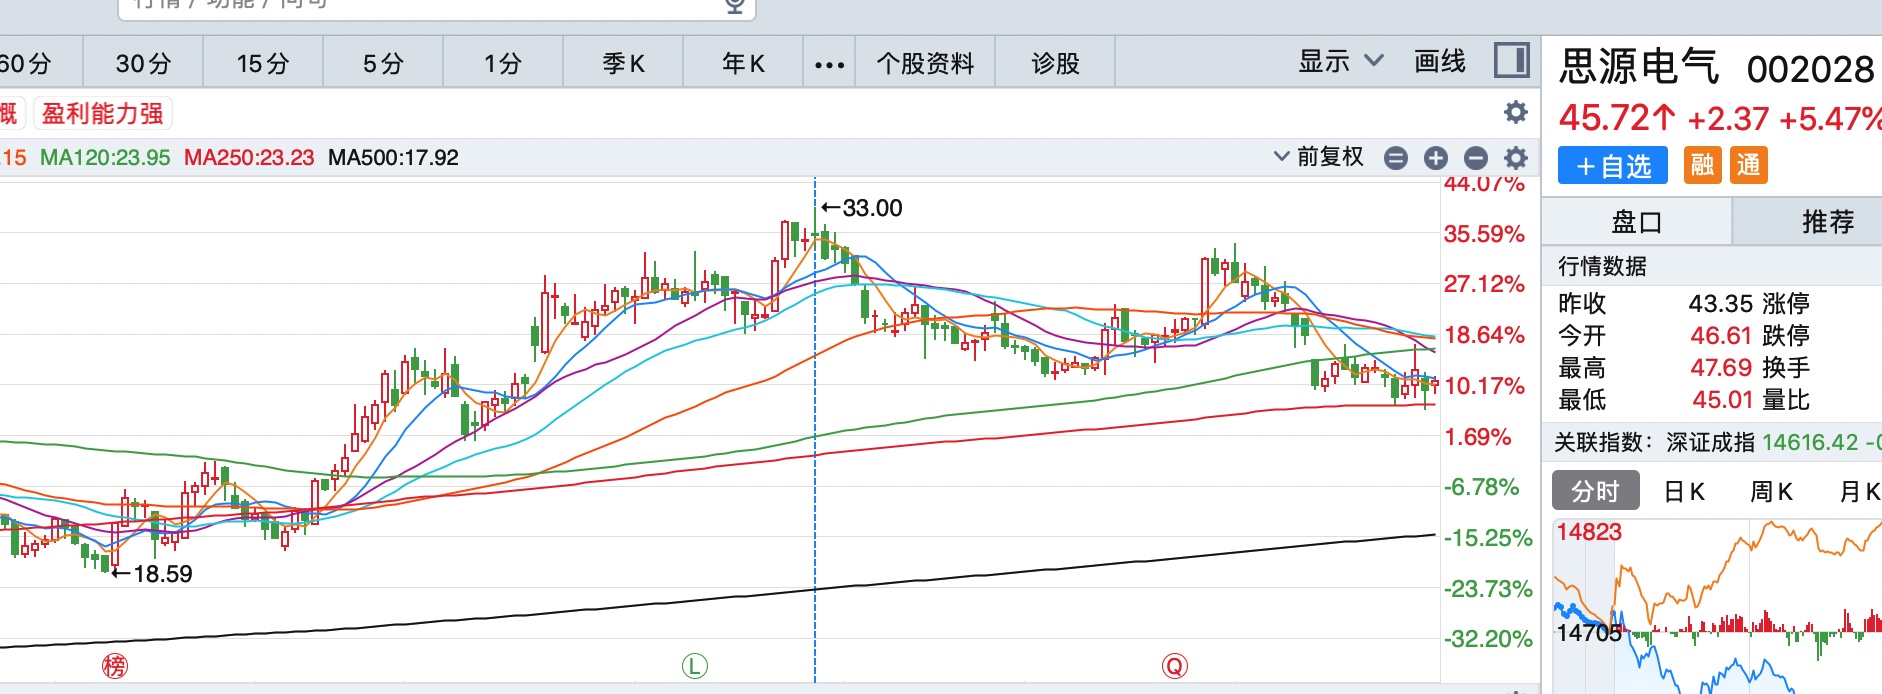 行情 / 功能 / 问句
60分 30分 15分 5分 1分 季K 年K ••• 个股资料 诊股 显示 画线
概 盈利能力强
.15 MA120:23.95 MA250:23.23 MA500:17.92 前复权
44.07%
35.59%
27.12%
18.64%
10.17%
1.69%
-6.78%
-15.25%
-23.73%
-32.20%
←33.00
←18.59
榜 L Q
思源电气 002028
45.72↑ +2.37 +5.47%
+自选 融 通
盘口 推荐
行情数据
昨收 43.35 涨停
今开 46.61 跌停
最高 47.69 换手
最低 45.01 量比
关联指数: 深证成指 14616.42 -0
分时 日K 周K 月K
14823
14705